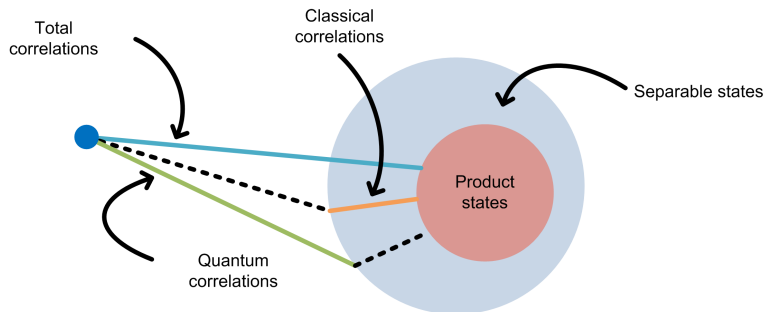 Total
correlations
Classical
correlations
Separable states
Product
states
Quantum
correlations